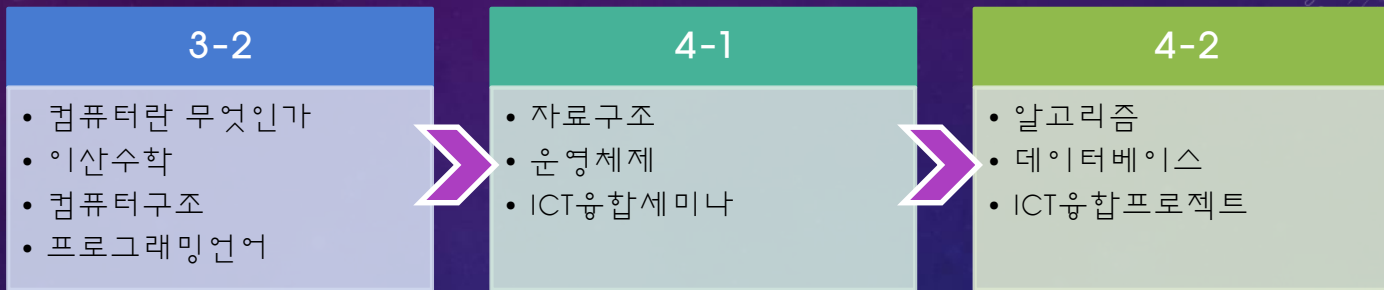 3-2
• 컴퓨터란 무엇인가
• 이산수학
• 컴퓨터구조
• 프로그래밍언어
4-1
• 자료구조
• 운영체제
• ICT융합세미나
4-2
• 알고리즘
• 데이터베이스
• ICT융합프로젝트